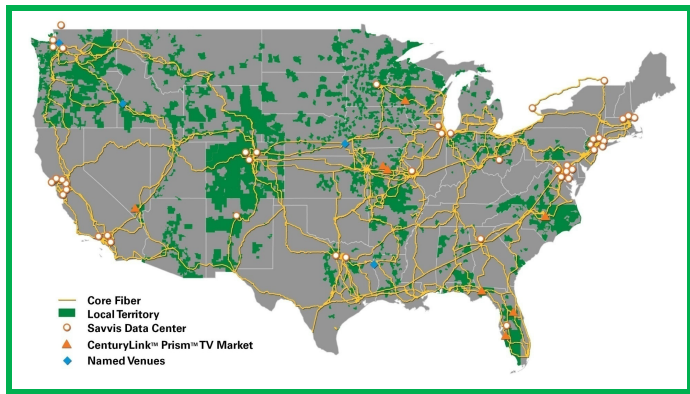 Core Fiber
Local Territory
Savvis Data Center
CenturyLink™ Prism™ TV Market
Named Venues